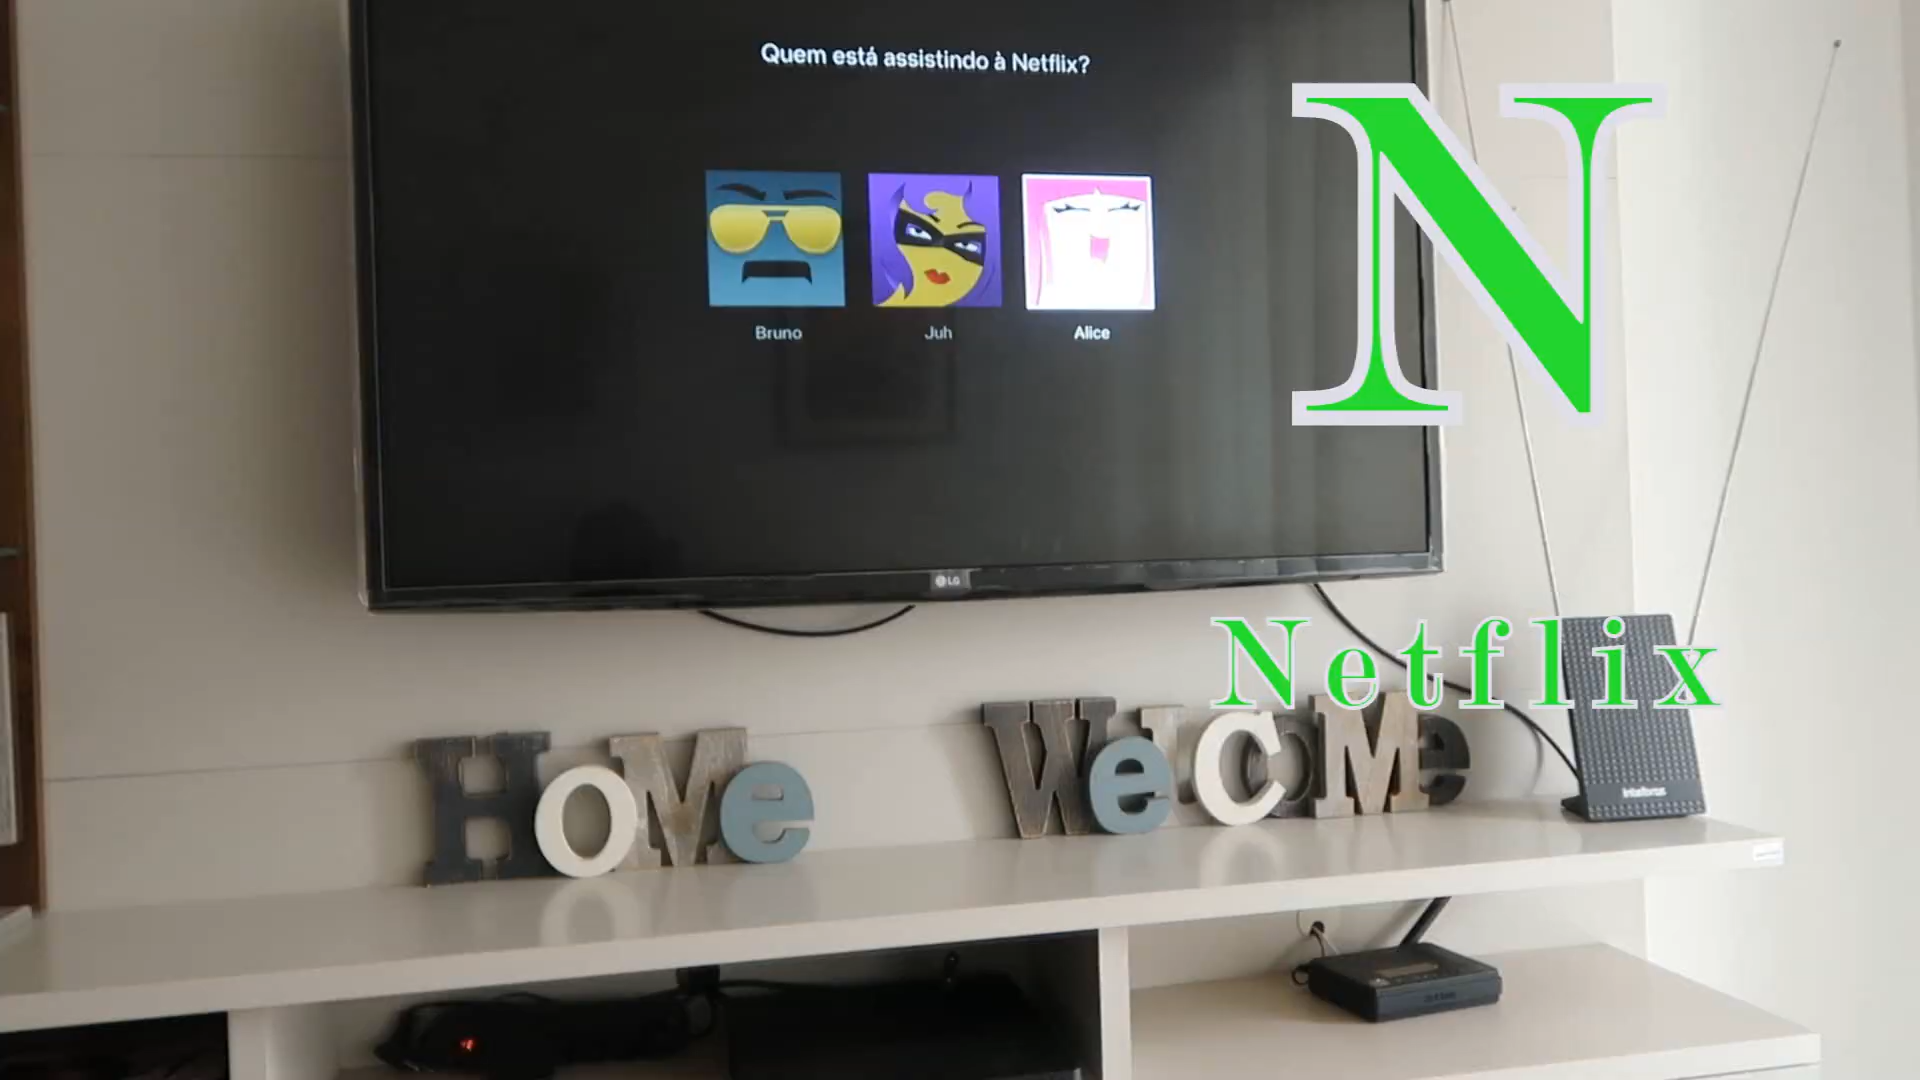 Quem está assistindo à Netflix?
N
Bruno
Juh
Alice
LG
Netflix
HoMe
WelCoMe
intelbras